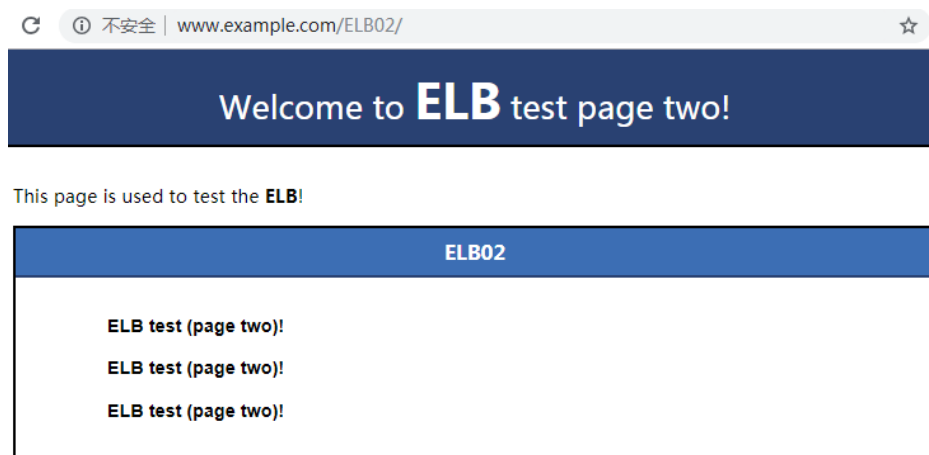 不安全 | www.example.com/ELB02/
Welcome to ELB test page two!
This page is used to test the ELB!
ELB02
ELB test (page two)!
ELB test (page two)!
ELB test (page two)!